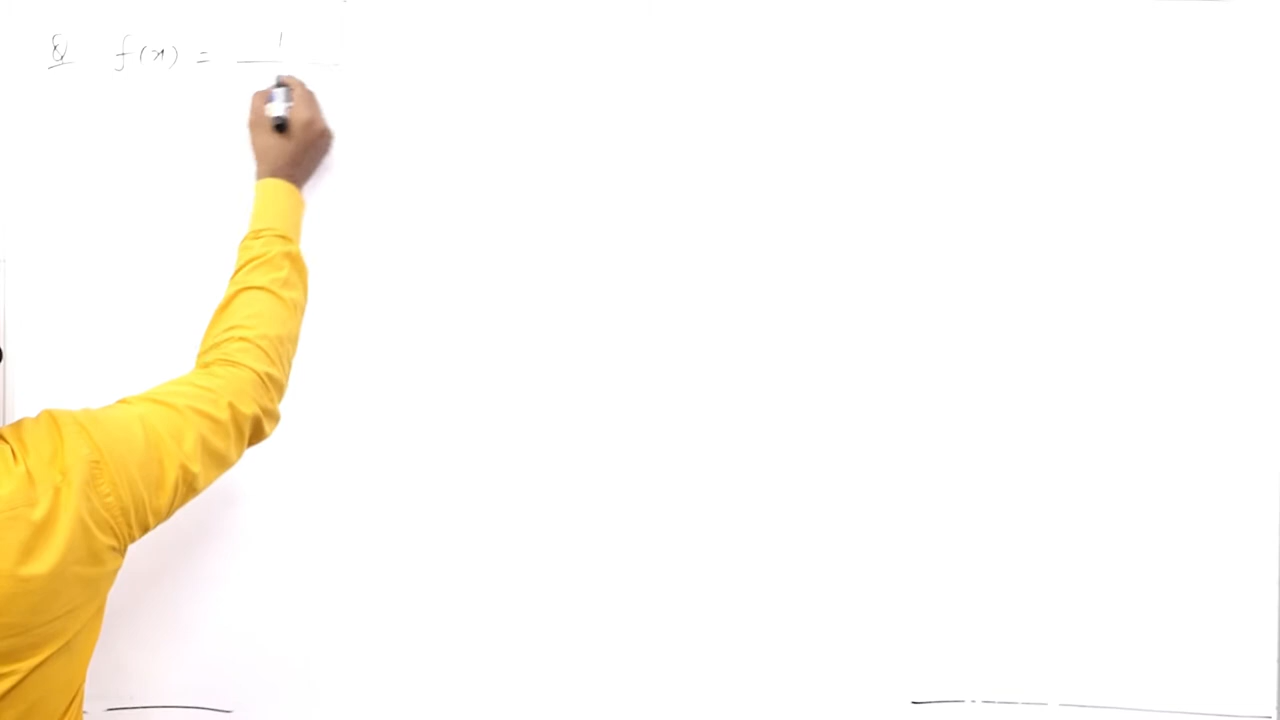 Q f(x) = 1